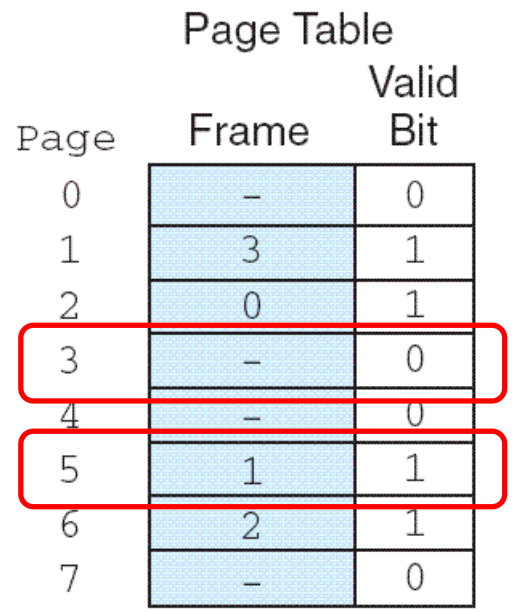 Page Table
Page Frame Valid Bit
0 – 0
1 3 1
2 0 1
3 – 0
4 – 0
5 1 1
6 2 1
7 – 0